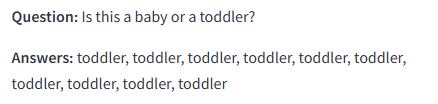 Question: Is this a baby or a toddler?
Answers: toddler, toddler, toddler, toddler, toddler, toddler,
toddler, toddler, toddler, toddler